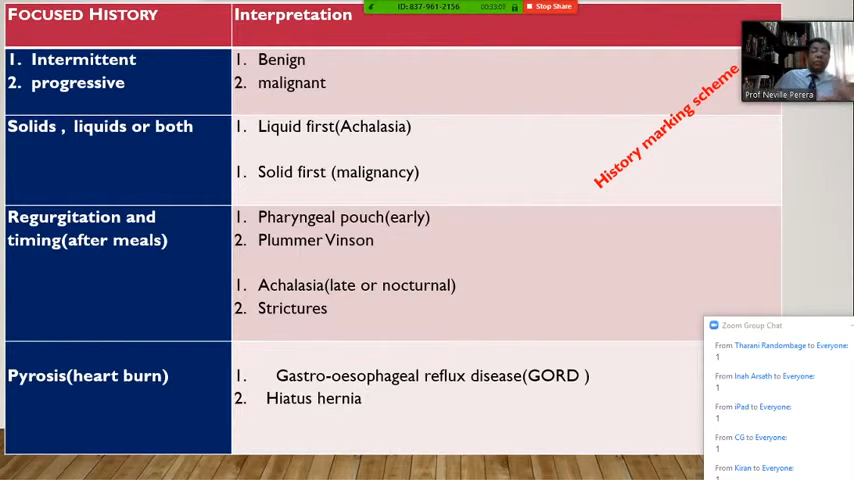 ID: 837-961-2156
00:33:02
Stop Share
FOCUSED HISTORY
Interpretation
1. Intermittent
2. progressive
1. Benign
2. malignant
Solids , liquids or both
1. Liquid first(Achalasia)
1. Solid first (malignancy)
History marking scheme
Prof Neville Perera
Regurgitation and
timing(after meals)
1. Pharyngeal pouch(early)
2. Plummer Vinson
1. Achalasia(late or nocturnal)
2. Strictures
Pyrosis(heart burn)
1. Gastro-oesophageal reflux disease(GORD )
2. Hiatus hernia
Zoom Group Chat
From Tharani Randombage to Everyone:
1
From Inah Arsath to Everyone:
1
From iPad to Everyone:
1
From CG to Everyone:
1
From Kiran to Everyone:
1